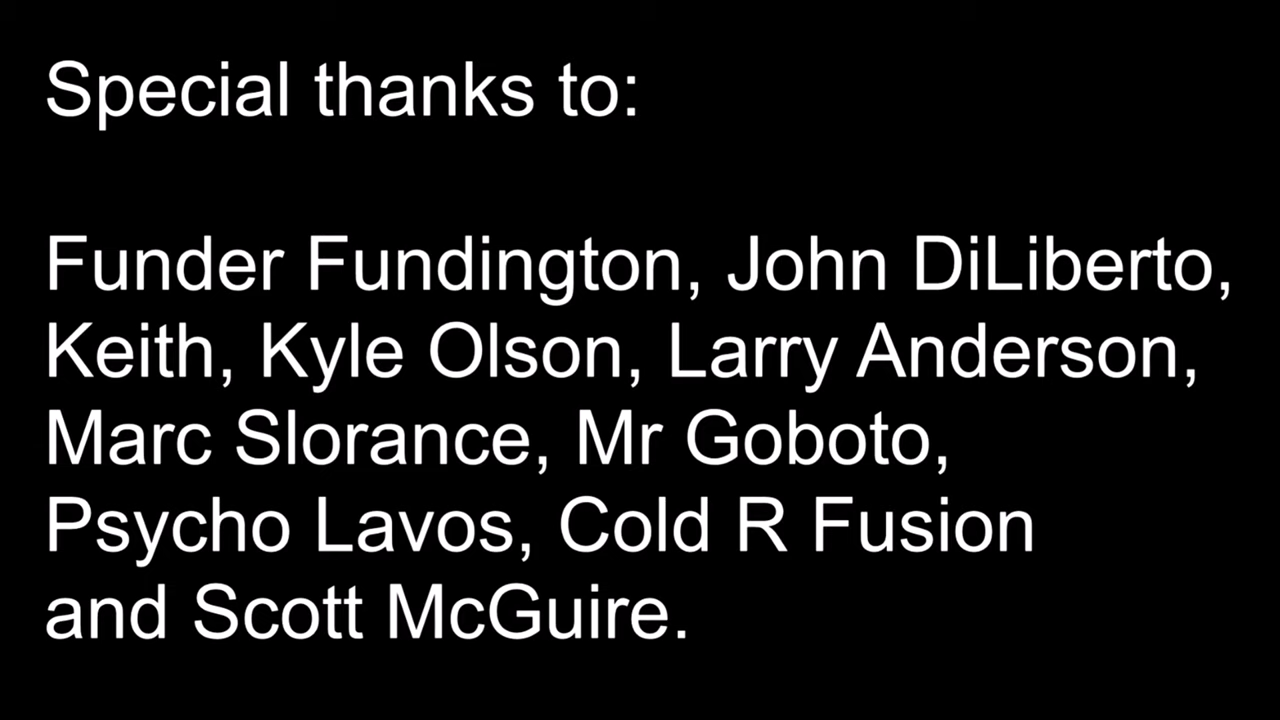 Special thanks to:
Funder Fundington, John DiLiberto,
Keith, Kyle Olson, Larry Anderson,
Marc Slorance, Mr Goboto,
Psycho Lavos, Cold R Fusion
and Scott McGuire.